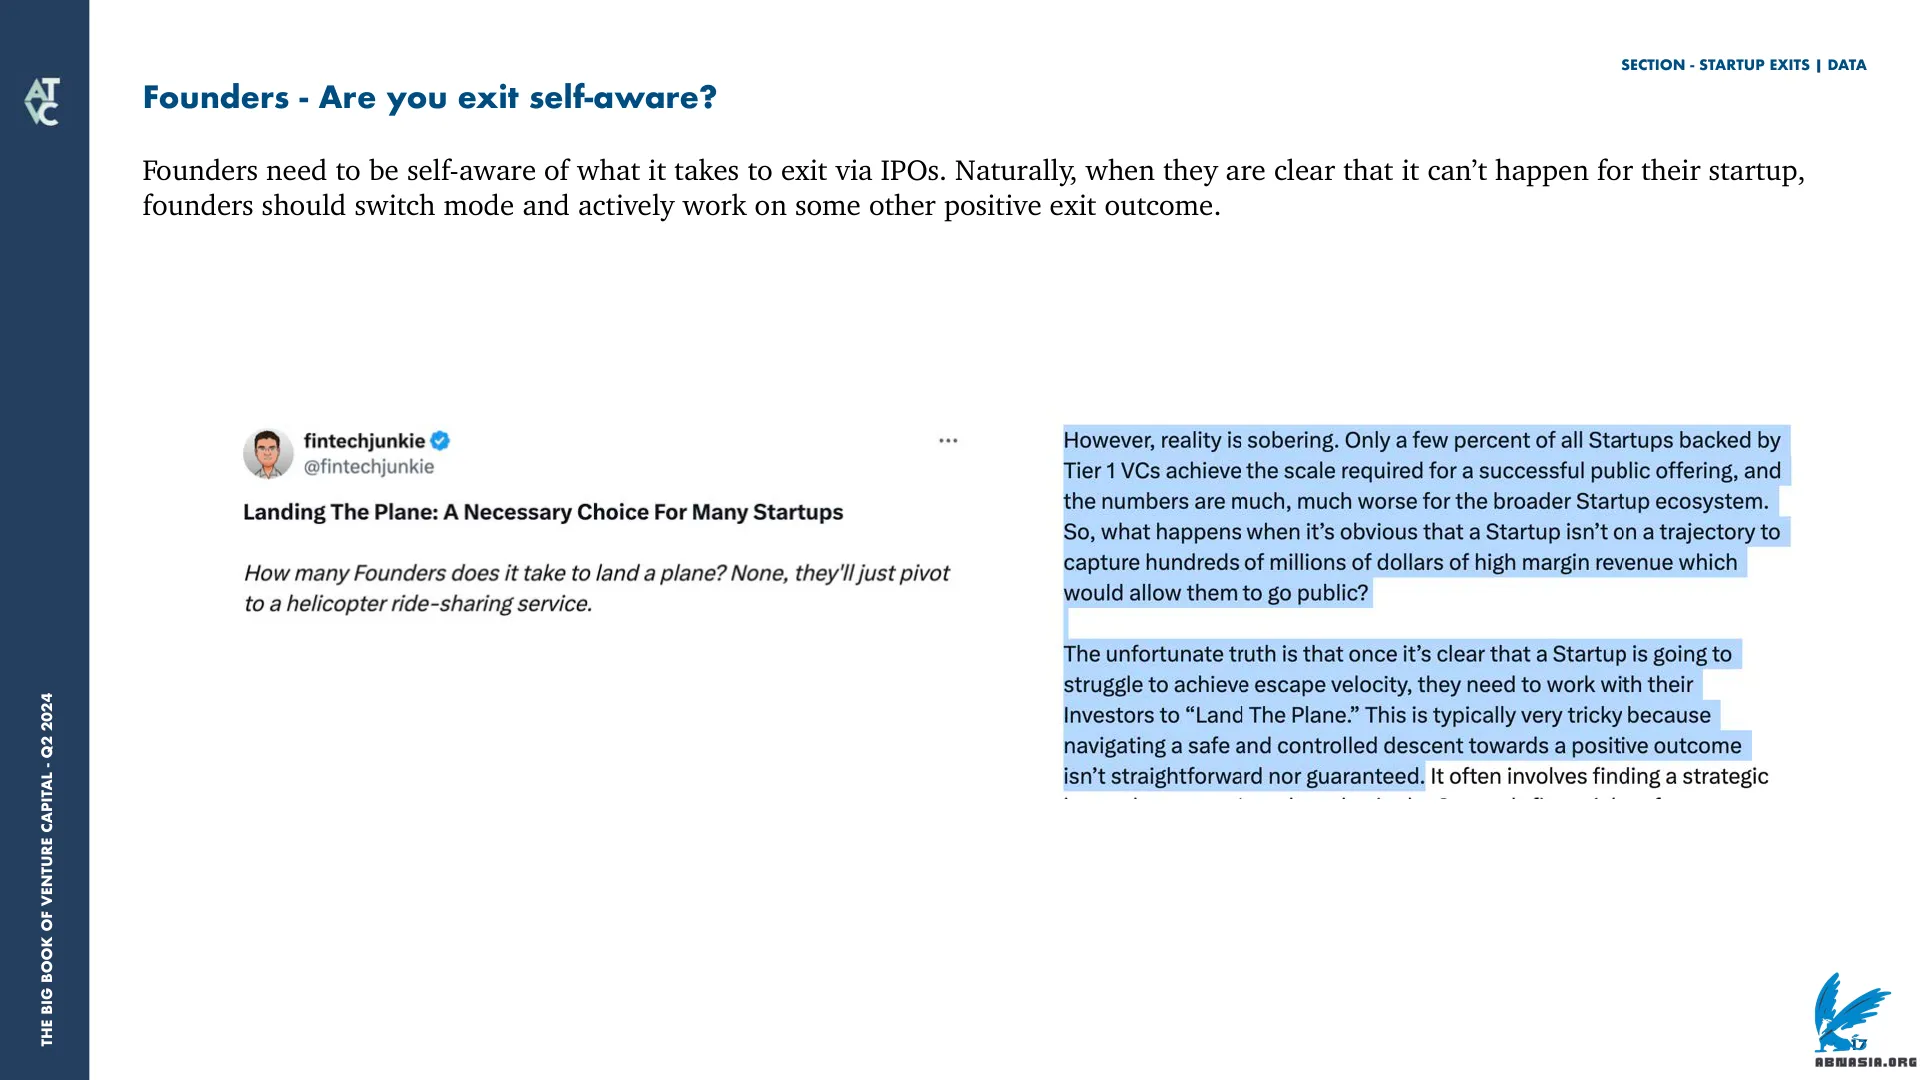 AT
VC
SECTION - STARTUP EXITS | DATA
Founders - Are you exit self-aware?
Founders need to be self-aware of what it takes to exit via IPOs. Naturally, when they are clear that it can’t happen for their startup,
founders should switch mode and actively work on some other positive exit outcome.
fintechjunkie
@fintechjunkie
Landing The Plane: A Necessary Choice For Many Startups
How many Founders does it take to land a plane? None, they'll just pivot
to a helicopter ride-sharing service.
However, reality is sobering. Only a few percent of all Startups backed by
Tier 1 VCs achieve the scale required for a successful public offering, and
the numbers are much, much worse for the broader Startup ecosystem.
So, what happens when it’s obvious that a Startup isn’t on a trajectory to
capture hundreds of millions of dollars of high margin revenue which
would allow them to go public?
The unfortunate truth is that once it’s clear that a Startup is going to
struggle to achieve escape velocity, they need to work with their
Investors to “Land The Plane.” This is typically very tricky because
navigating a safe and controlled descent towards a positive outcome
isn’t straightforward nor guaranteed. It often involves finding a strategic
THE BIG BOOK OF VENTURE CAPITAL - Q2 2024
17
ABNASIA.ORG